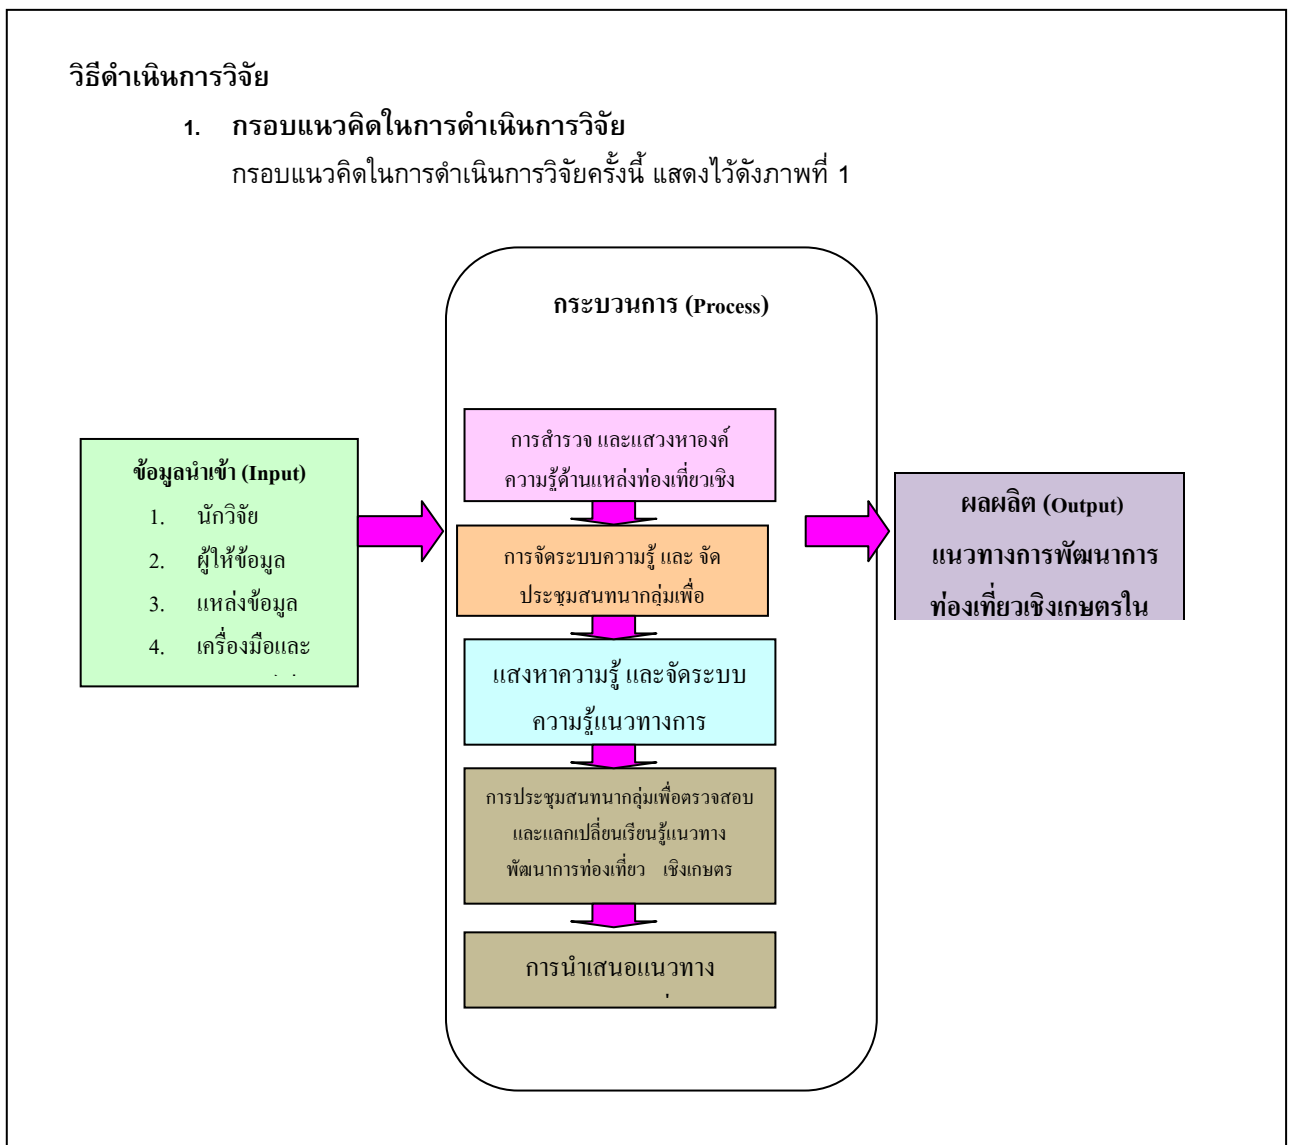 วิธีดำเนินการวิจัย
1. กรอบแนวคิดในการดำเนินการวิจัย
กรอบแนวคิดในการดำเนินการวิจัยครั้งนี้ แสดงไว้ดังภาพที่ 1
กระบวนการ (Process)
ข้อมูลนำเข้า (Input)
1. นักวิจัย
2. ผู้ให้ข้อมูล
3. แหล่งข้อมูล
4. เครื่องมือและ
การสำรวจ และแสวงหาองค์
ความรู้ด้านแหล่งท่องเที่ยวเชิง
การจัดระบบความรู้ และ จัด
ประชุมสนทนากลุ่มเพื่อ
แสงหาความรู้ และจัดระบบ
ความรู้แนวทางการ
การประชุมสนทนากลุ่มเพื่อตรวจสอบ
และแลกเปลี่ยนเรียนรู้แนวทาง
พัฒนาการท่องเที่ยว เชิงเกษตร
การนำเสนอแนวทาง
ผลผลิต (Output)
แนวทางการพัฒนาการ
ท่องเที่ยวเชิงเกษตรใน